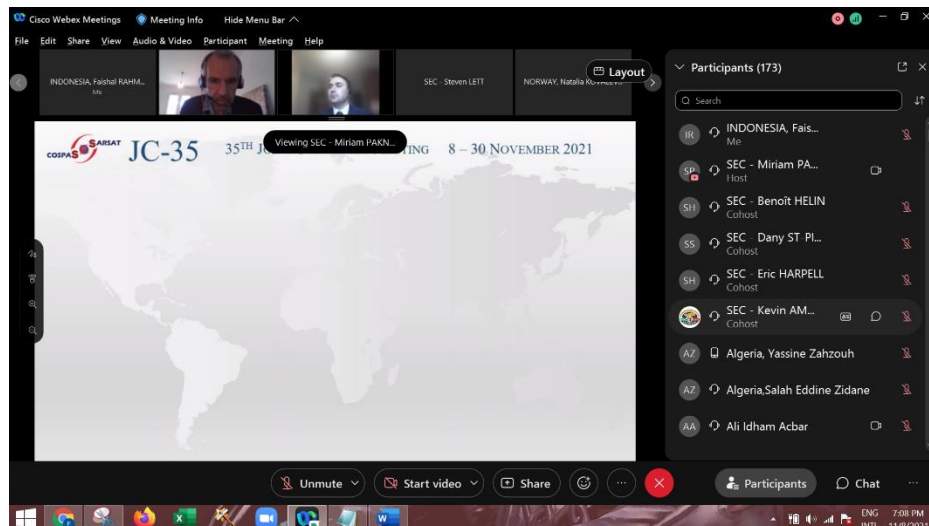 Cisco Webex Meetings Meeting Info Hide Menu Bar
File Edit Share View Audio & Video Participant Meeting Help
INDONESIA, Faishal RAHM...
Me
SEC - Steven LETT
NORWAY, Natalia
Layout
COSPAS SARSAT
JC-35
35TH
Viewing SEC - Miriam PAKN...
TING
8 – 30 NOVEMBER 2021
Participants (173)
Search
IR INDONESIA, Fais...
Me
SP SEC - Miriam PA...
Host
SH SEC - Benoît HELIN
Cohost
SS SEC - Dany ST-PI...
Cohost
SH SEC - Eric HARPELL
Cohost
SEC - Kevin AM...
Cohost
AZ Algeria, Yassine Zahzouh
AZ Algeria,Salah Eddine Zidane
AA Ali Idham Acbar
Unmute Start video Share
Participants Chat
ENG 7:08 PM
INTL